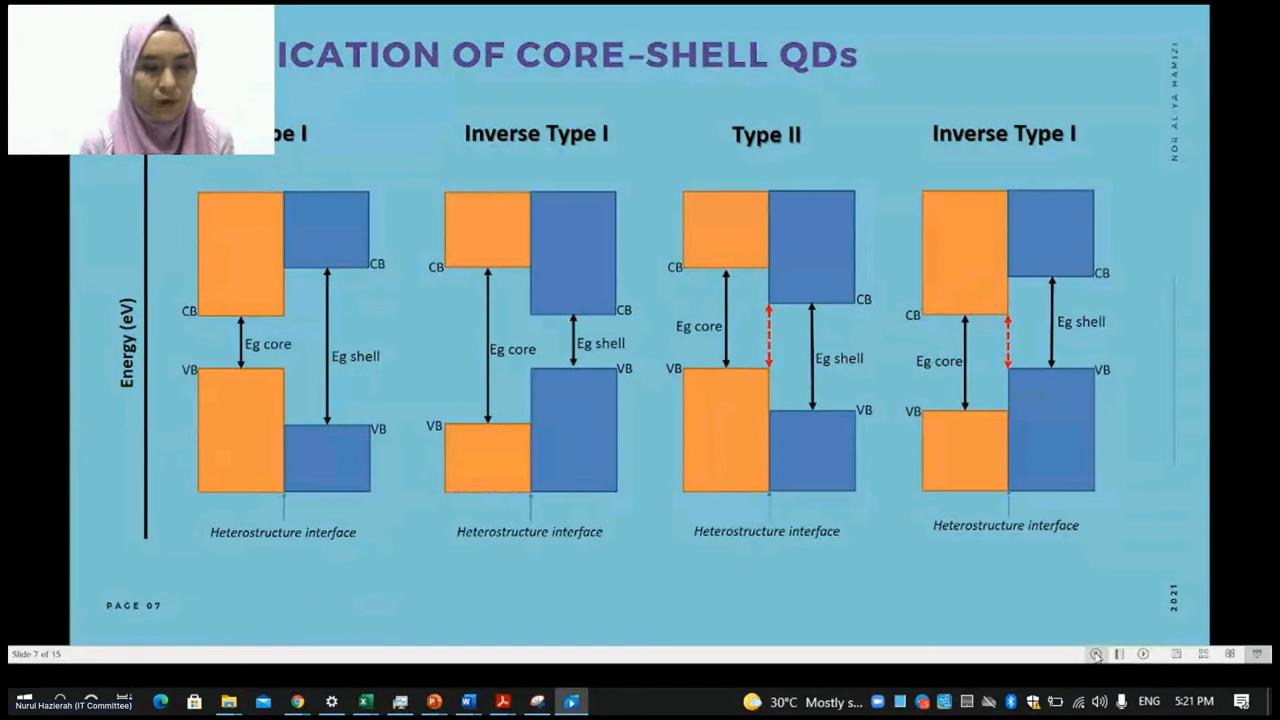 ICATION OF CORE–SHELL QDs
NOR ALYA HAMIZI
pe I
Inverse Type I
Type II
Inverse Type I
Energy (eV)
CB
VB
Eg core
CB
VB
Eg shell
Heterostructure interface
CB
VB
Eg core
CB
VB
Eg shell
Heterostructure interface
CB
VB
Eg core
CB
VB
Eg shell
Heterostructure interface
CB
VB
Eg core
CB
VB
Eg shell
Heterostructure interface
PAGE 07
2021
Slide 7 of 15
Nurul Hazierah (IT Committee)
30°C Mostly s...
ENG
5:21 PM